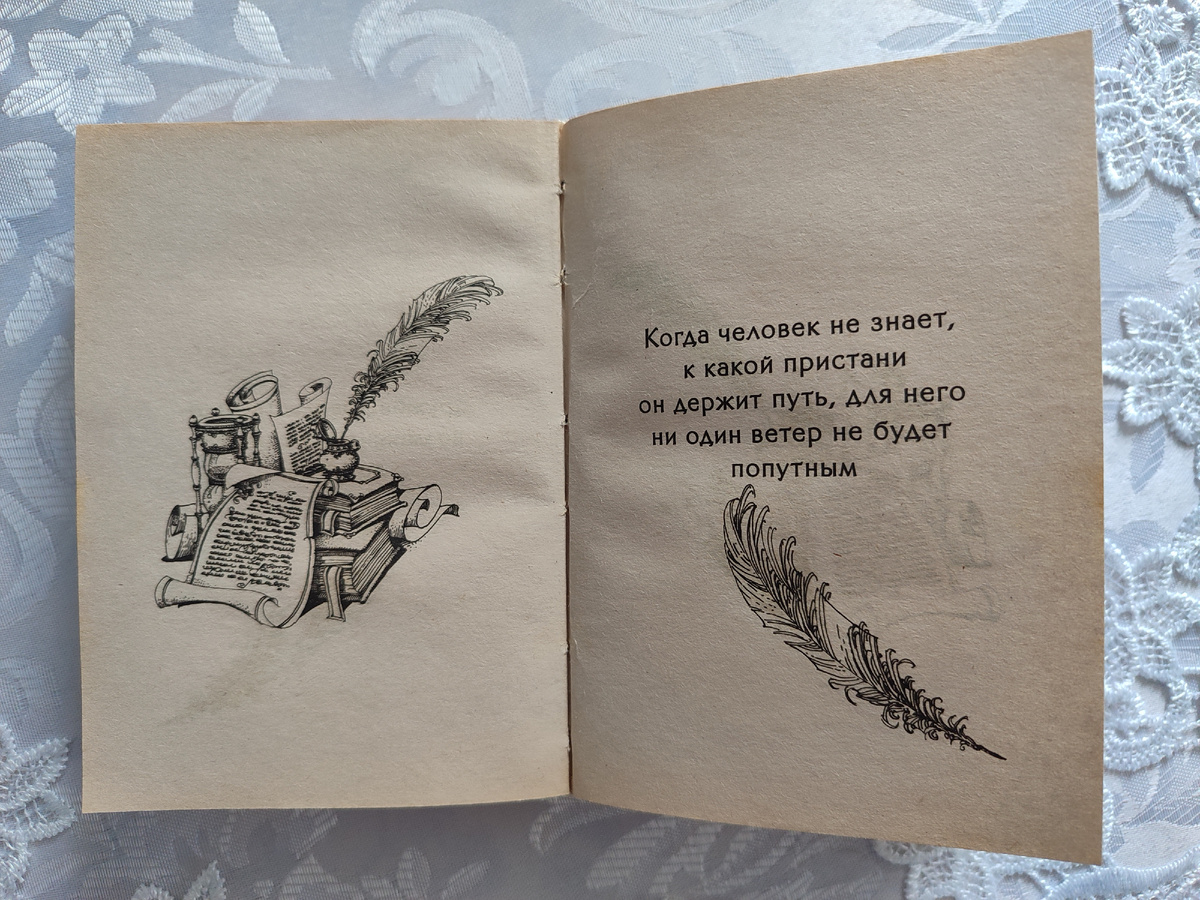 Когда человек не знает,
к какой пристани
он держит путь, для него
ни один ветер не будет
попутным